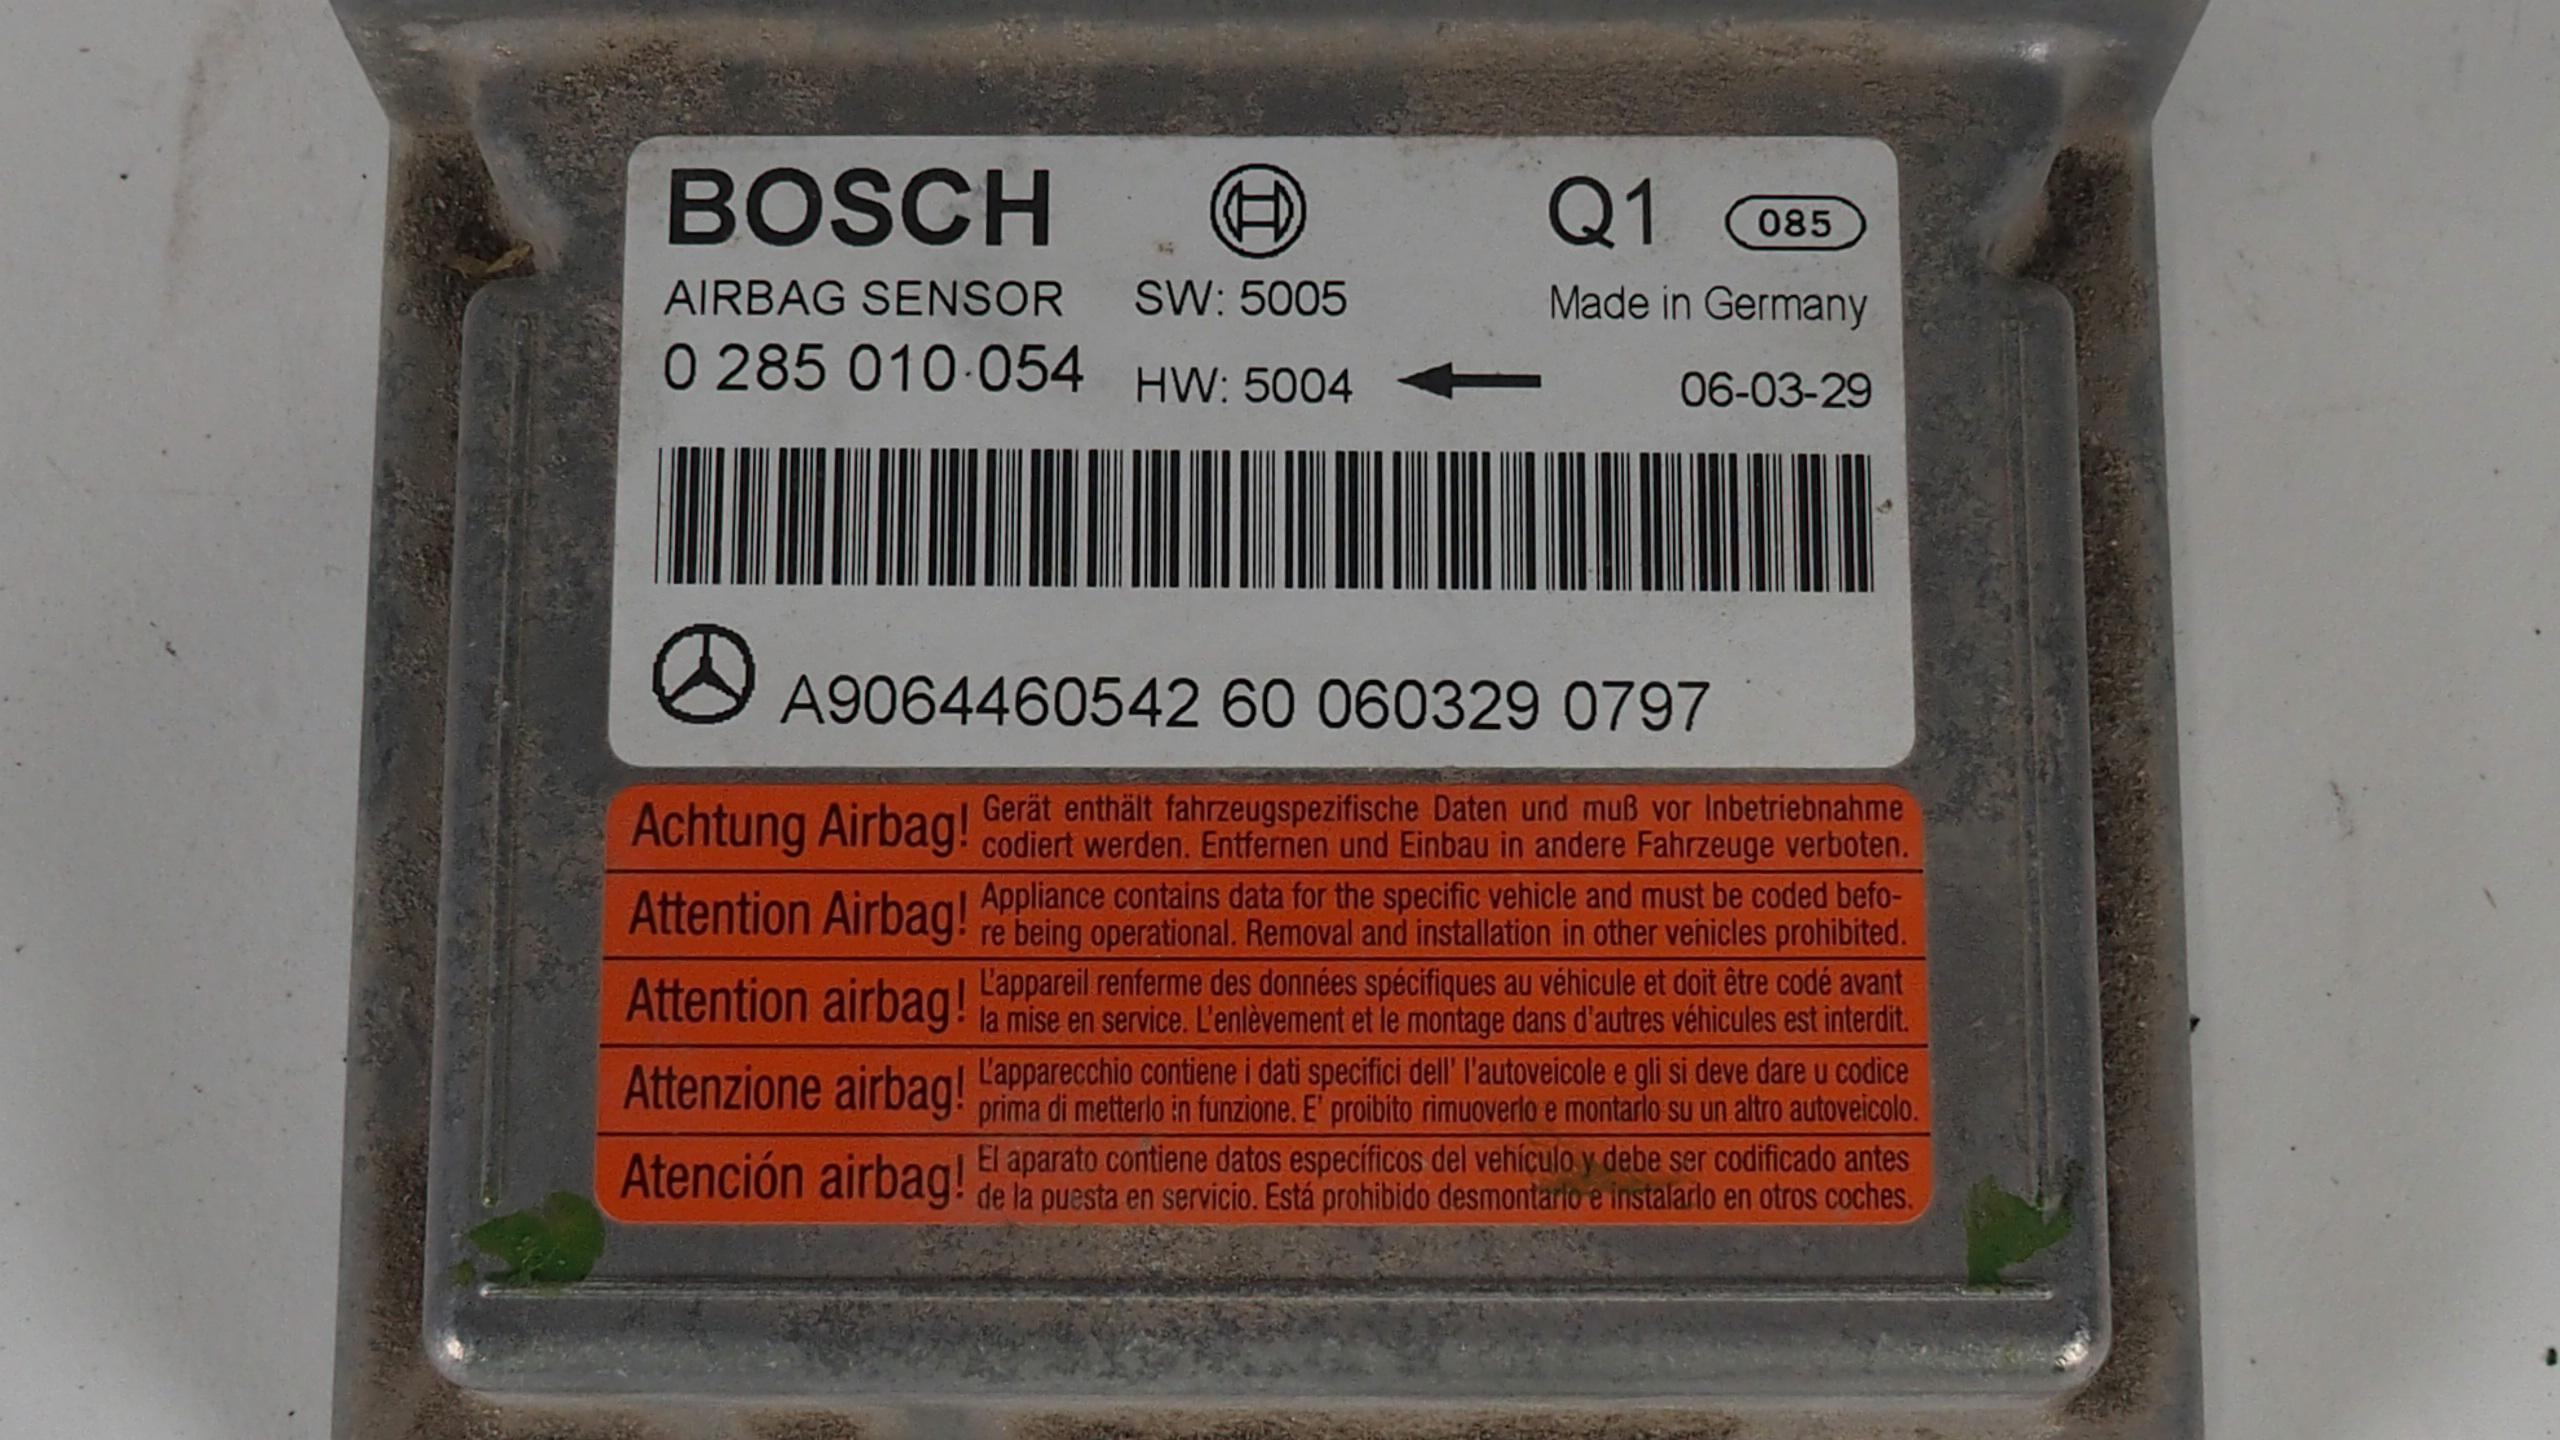 BOSCH Q1 085
AIRBAG SENSOR SW: 5005 Made in Germany
0 285 010 054 HW: 5004 06-03-29
A9064460542 60 060329 0797
Achtung Airbag! Gerät enthält fahrzeugspezifische Daten und muß vor Inbetriebnahme
codiert werden. Entfernen und Einbau in andere Fahrzeuge verboten.
Attention Airbag! Appliance contains data for the specific vehicle and must be coded befo-
re being operational. Removal and installation in other vehicles prohibited.
Attention airbag! L'appareil renferme des données spécifiques au véhicule et doit être codé avant
la mise en service. L'enlèvement et le montage dans d'autres véhicules est interdit.
Attenzione airbag! L'apparecchio contiene i dati specifici dell' l'autoveicole e gli si deve dare u codice
prima di metterlo in funzione. E' proibito rimuoverlo e montarlo su un altro autoveicolo.
Atención airbag! El aparato contiene datos específicos del vehículo y debe ser codificado antes
de la puesta en servicio. Está prohibido desmontarlo e instalarlo en otros coches.